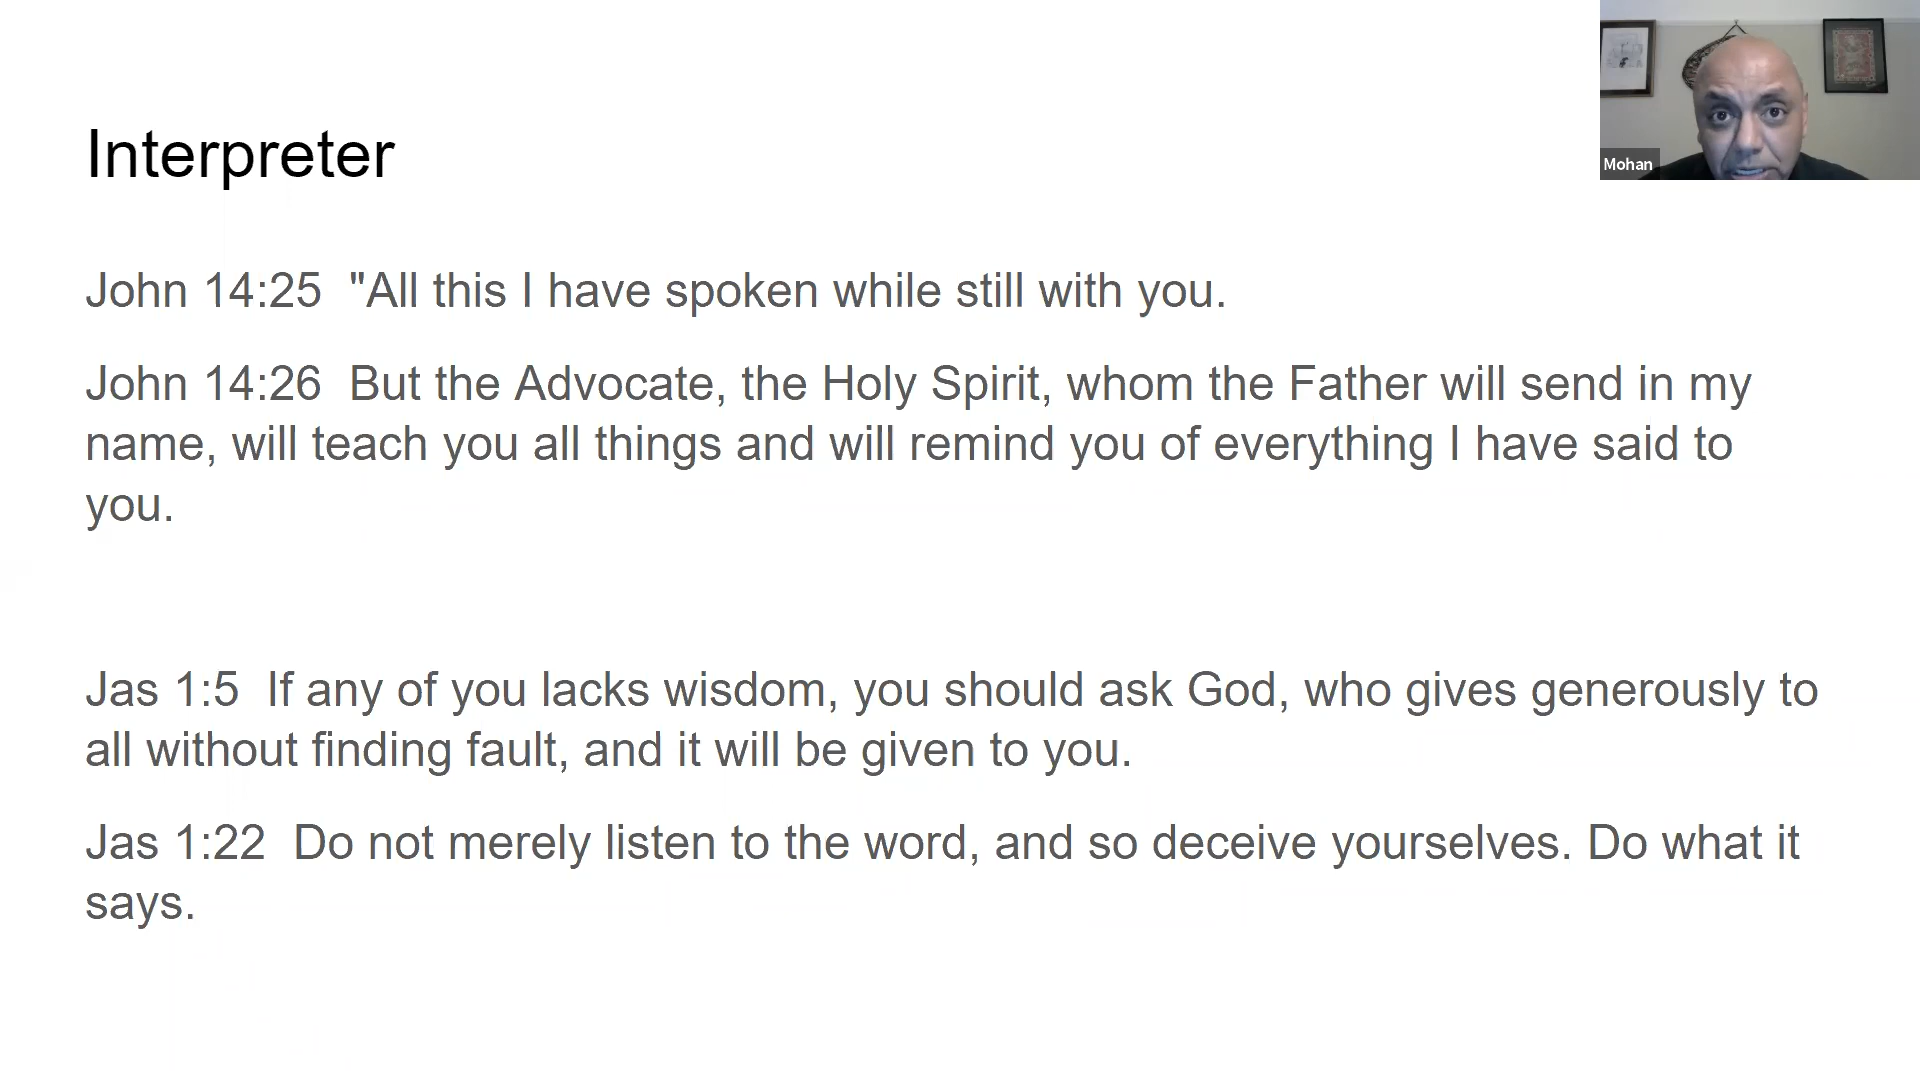 Interpreter
Mohan
John 14:25  "All this I have spoken while still with you.
John 14:26  But the Advocate, the Holy Spirit, whom the Father will send in my
name, will teach you all things and will remind you of everything I have said to
you.
Jas 1:5  If any of you lacks wisdom, you should ask God, who gives generously to
all without finding fault, and it will be given to you.
Jas 1:22  Do not merely listen to the word, and so deceive yourselves. Do what it
says.